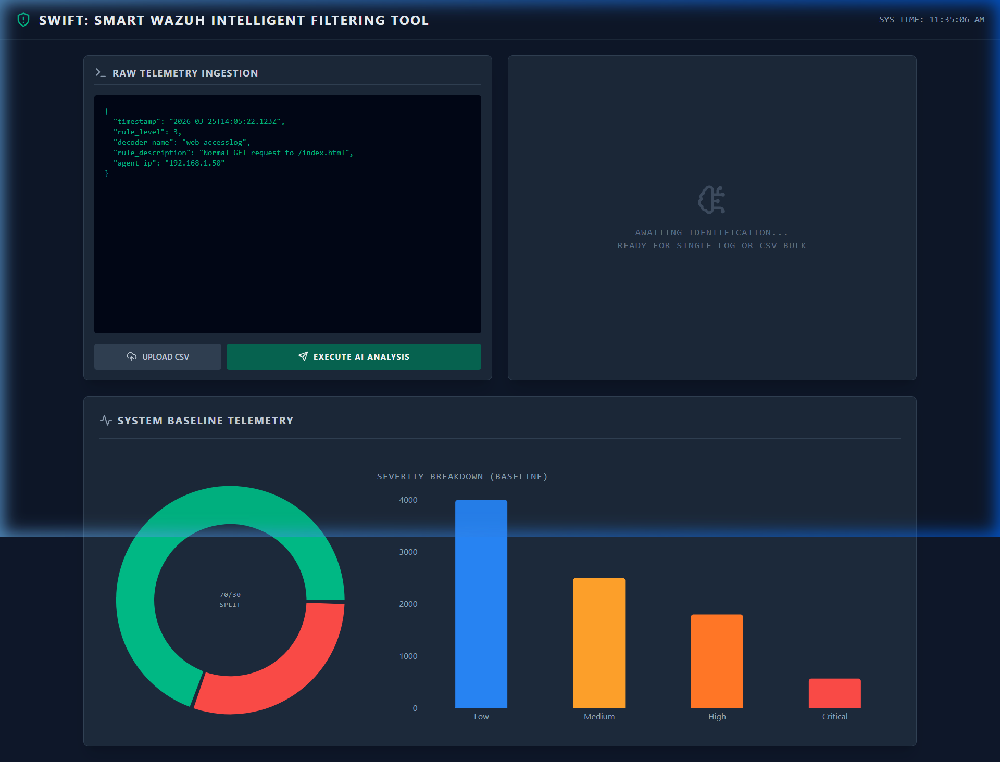 SWIFT: SMART WAZUH INTELLIGENT FILTERING TOOL
SYS_TIME: 11:35:06 AM
RAW TELEMETRY INGESTION
{
"timestamp": "2026-03-25T14:05:22.123Z",
"rule_level": 3,
"decoder_name": "web-accesslog",
"rule_description": "Normal GET request to /index.html",
"agent_ip": "192.168.1.50"
}
UPLOAD CSV
EXECUTE AI ANALYSIS
AWAITING IDENTIFICATION...
READY FOR SINGLE LOG OR CSV BULK
SYSTEM BASELINE TELEMETRY
70/30
SPLIT
SEVERITY BREAKDOWN (BASELINE)
4000
3000
2000
1000
0
Low
Medium
High
Critical